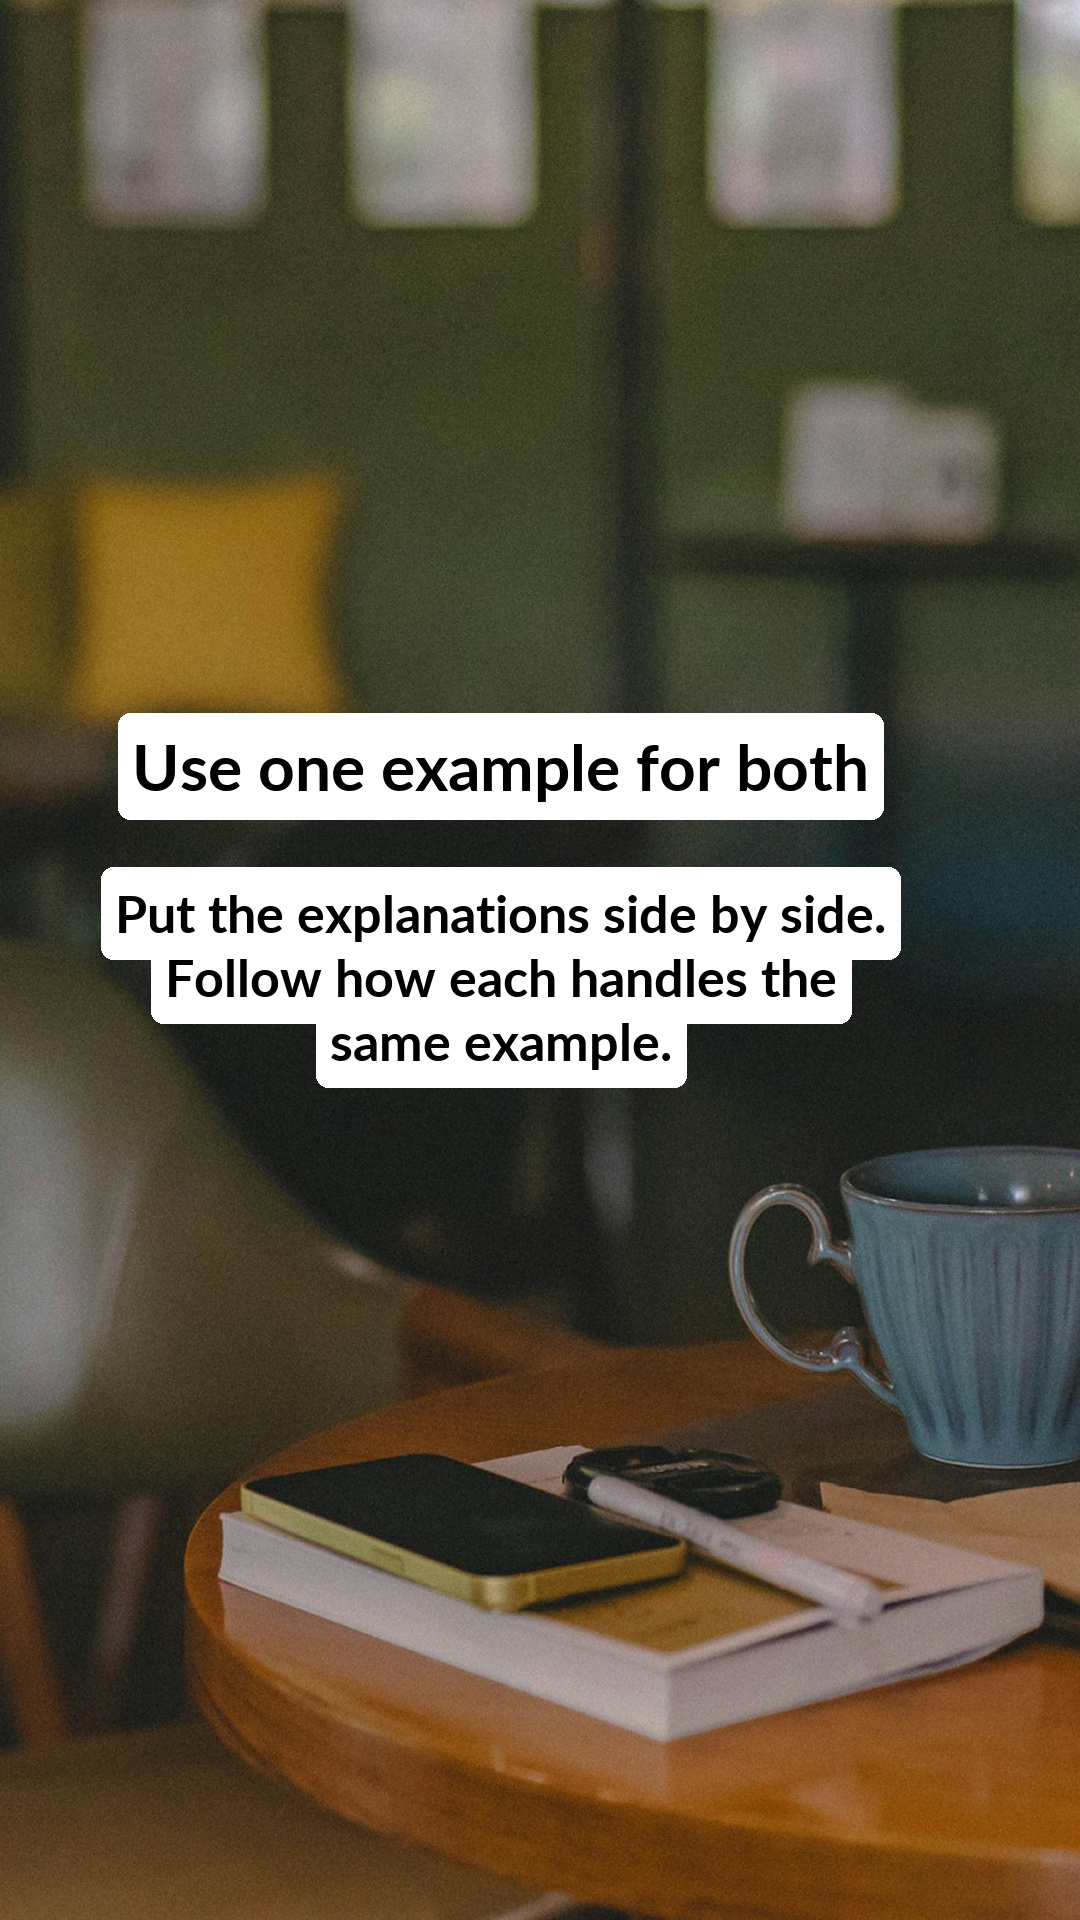 Use one example for both
Put the explanations side by side.
Follow how each handles the
same example.